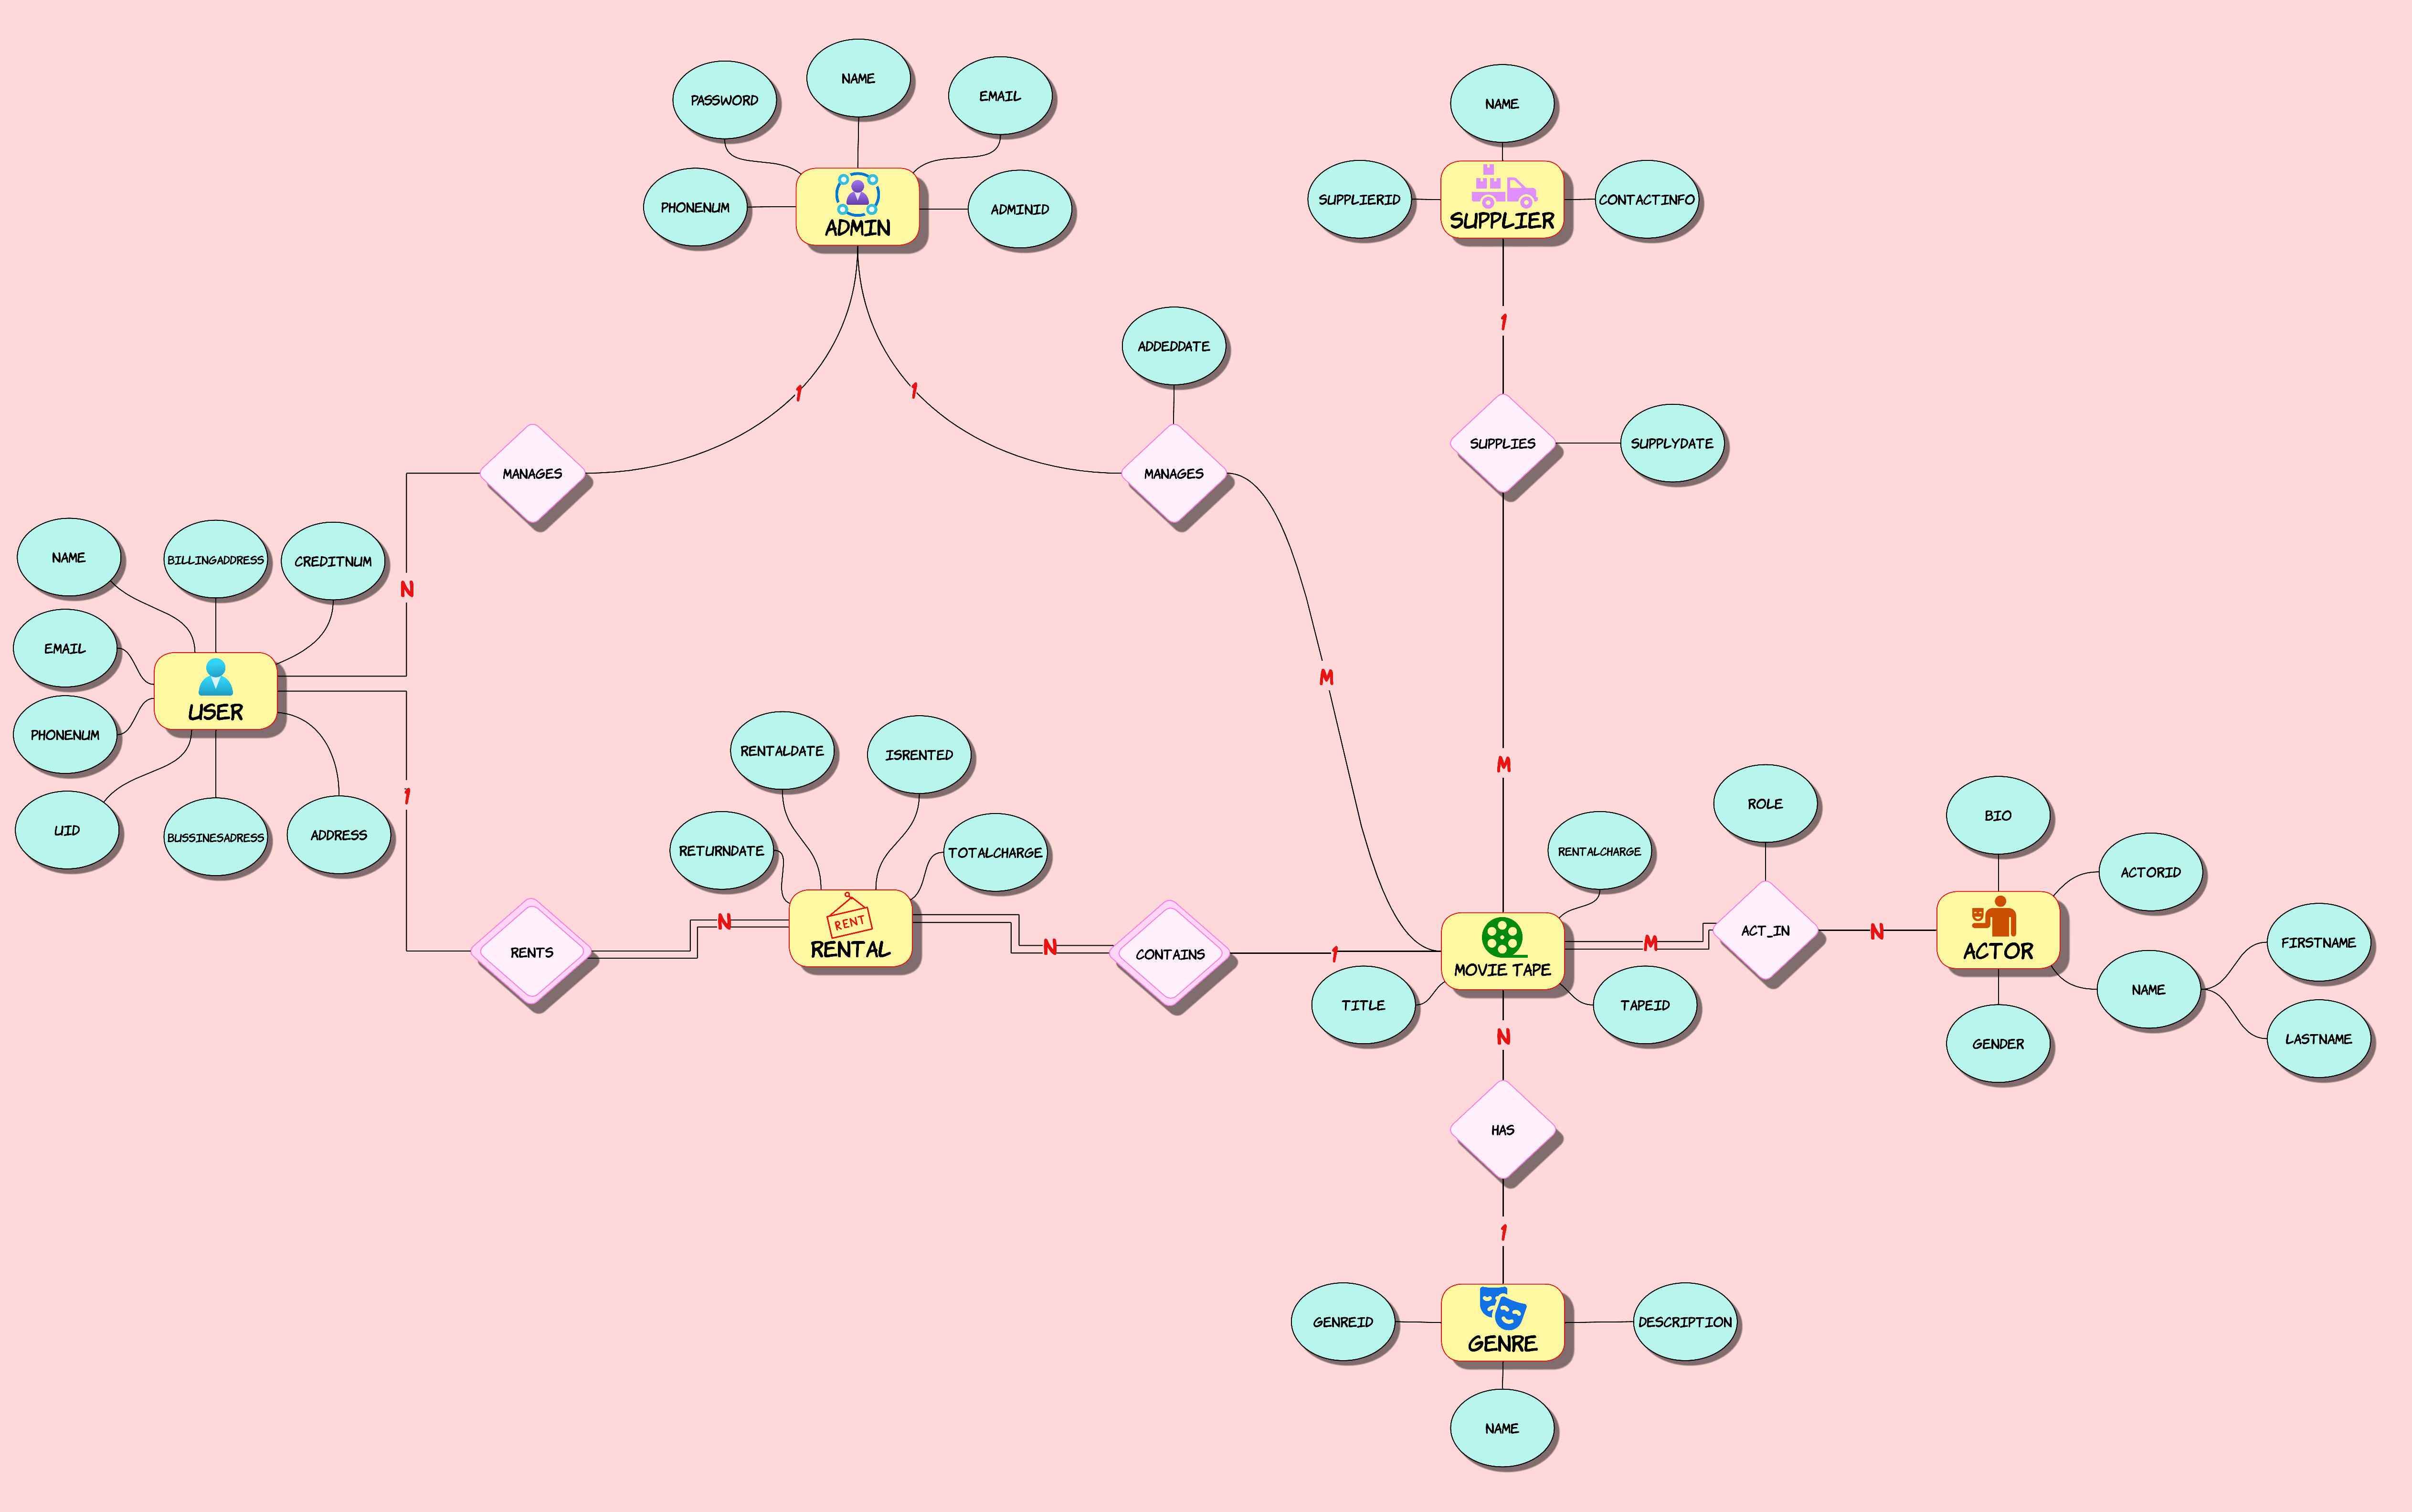 NAME
PASSWORD
EMAIL
PHONENUM
ADMIN
ADMINID
NAME
SUPPLIERID
SUPPLIER
CONTACTINFO
1
1
1
ADDEDDATE
MANAGES
MANAGES
SUPPLIES
SUPPLYDATE
NAME
BILLINGADDRESS
CREDITNUM
N
EMAIL
USER
PHONENUM
UID
BUSSINESADRESS
ADDRESS
1
M
M
RENTALDATE
ISRENTED
RETURNDATE
TOTALCHARGE
RENT
RENTAL
RENTS
N
N
CONTAINS
1
RENTALCHARGE
MOVIE TAPE
TITLE
TAPEID
M
ROLE
ACT_IN
N
BIO
ACTORID
ACTOR
NAME
FIRSTNAME
LASTNAME
GENDER
N
HAS
1
GENREID
GENRE
DESCRIPTION
NAME